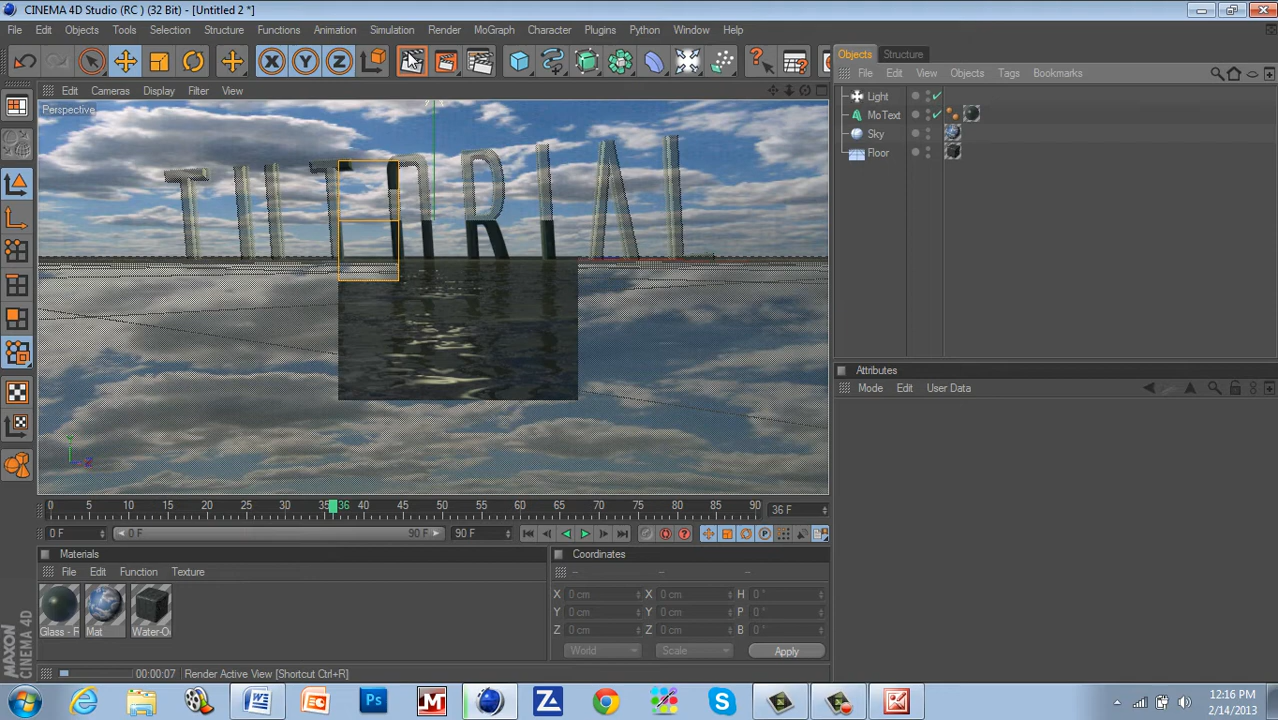 CINEMA 4D Studio (RC ) (32 Bit) - [Untitled 2 *]
File Edit Objects Tools Selection Structure Functions Animation Simulation Render MoGraph Character Plugins Python Window Help
Objects Structure
File Edit View Objects Tags Bookmarks
Edit Cameras Display Filter View
Perspective
Light
MoText
Sky
Floor
TUTORIAL
Attributes
Mode Edit User Data
0 5 10 15 20 25 30 35 36 40 45 50 55 60 65 70 75 80 85 90 36 F
0 F 0 F 90 F 90 F
Materials
File Edit Function Texture
Glass - R Mat Water-O
Coordinates
-- -- --
X 0 cm X 0 cm H 0 °
Y 0 cm Y 0 cm P 0 °
Z 0 cm Z 0 cm B 0 °
World Scale Apply
MAXON
CINEMA 4D
00:00:07 Render Active View [Shortcut Ctrl+R]
12:16 PM
2/14/2013